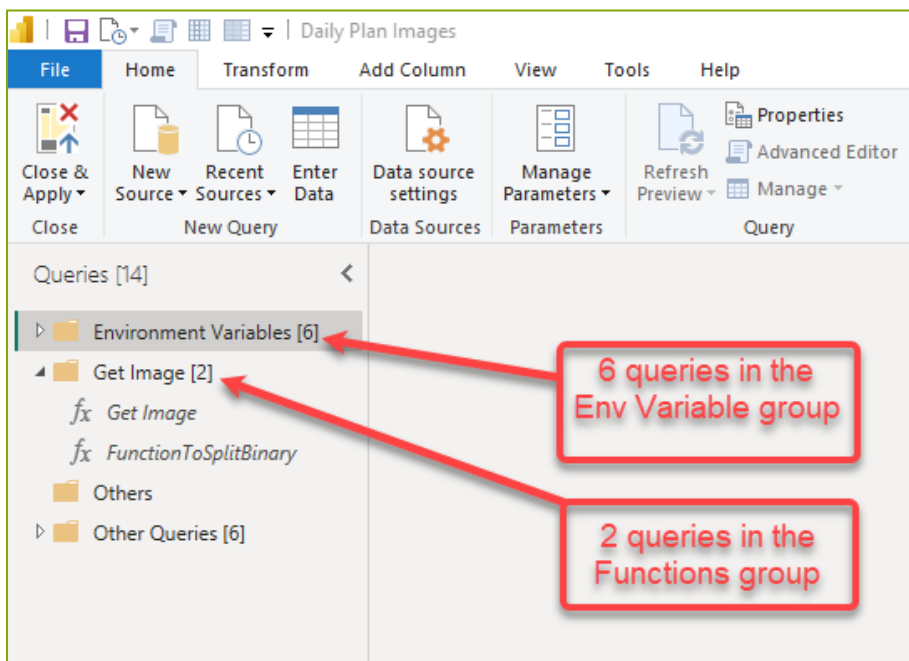 Daily Plan Images
File Home Transform Add Column View Tools Help
Close & Apply
New Source
Recent Sources
Enter Data
Data source settings
Manage Parameters
Refresh Preview
Properties
Advanced Editor
Manage
Close New Query Data Sources Parameters Query
Queries [14]
Environment Variables [6]
Get Image [2]
fx Get Image
fx FunctionToSplitBinary
Others
Other Queries [6]
6 queries in the
Env Variable group
2 queries in the
Functions group